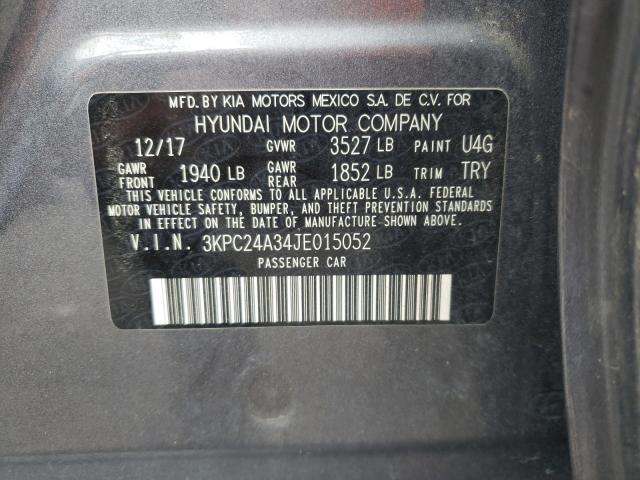 MFD. BY KIA MOTORS MEXICO S.A. DE C.V. FOR
HYUNDAI MOTOR COMPANY
12/17 GVWR 3527 LB PAINT U4G
GAWR FRONT 1940 LB GAWR REAR 1852 LB TRIM TRY
THIS VEHICLE CONFORMS TO ALL APPLICABLE U.S.A. FEDERAL
MOTOR VEHICLE SAFETY, BUMPER, AND THEFT PREVENTION STANDARDS
IN EFFECT ON THE DATE OF MANUFACTURE SHOWN ABOVE.
V.I.N. 3KPC24A34JE015052
PASSENGER CAR